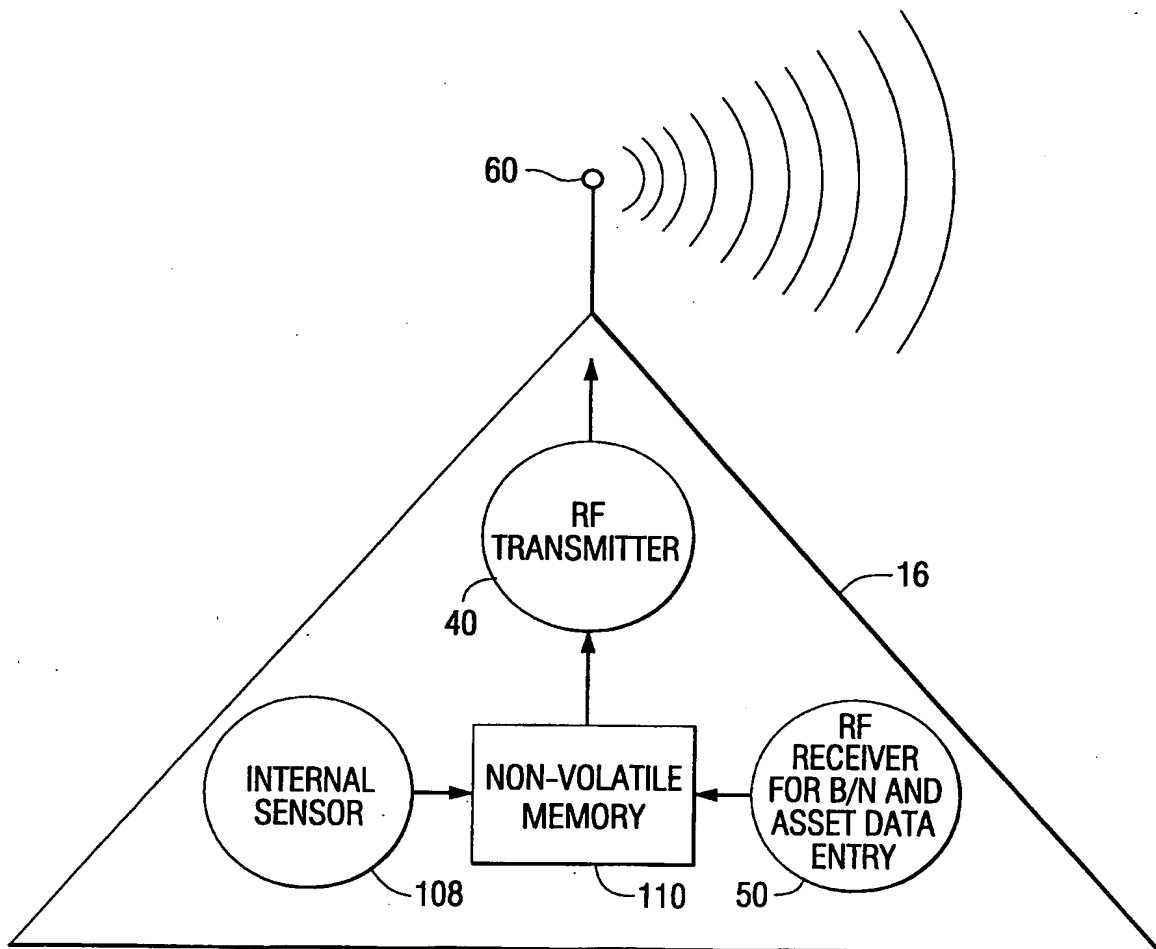 60
RF
TRANSMITTER
40
16
INTERNAL
SENSOR
108
NON-VOLATILE
MEMORY
110
RF
RECEIVER
FOR B/N AND
ASSET DATA
ENTRY
50